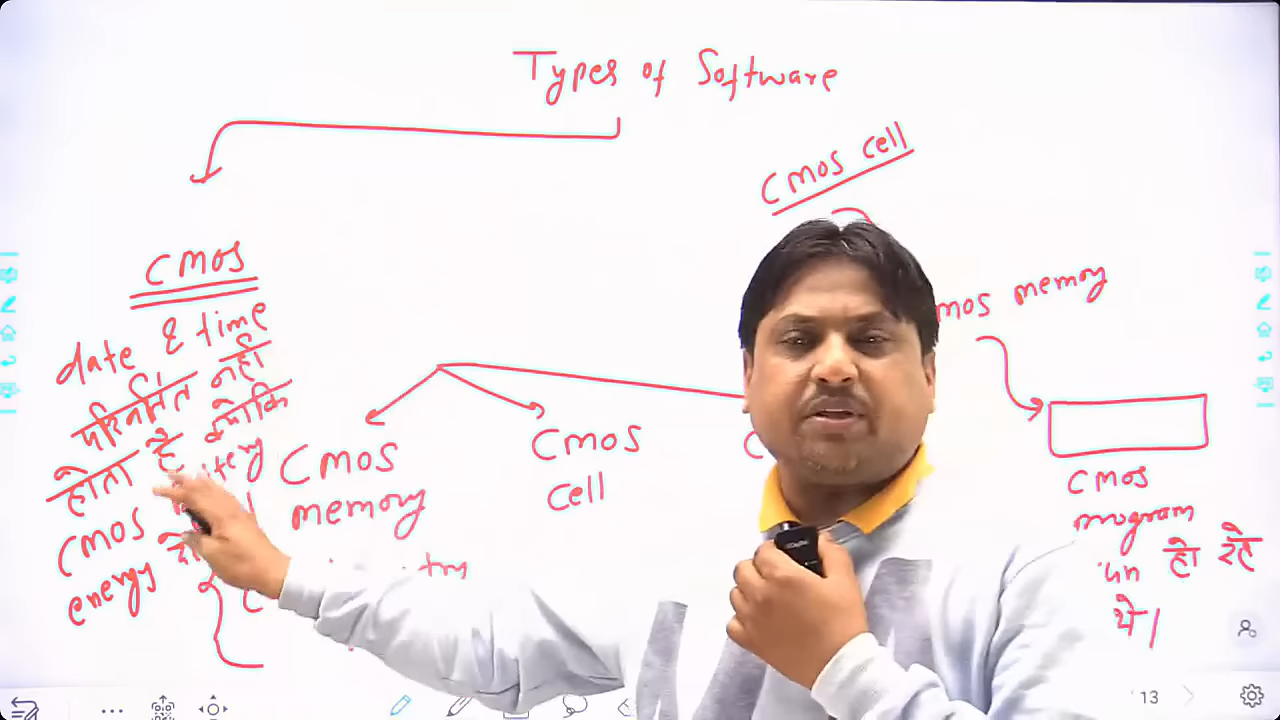 Types of Software
CMOS cell
CMOS
date & time
परिवर्तित नहीं
होता है क्योंकि
CMOS
energy
mos memory
CMOS
memory
CMOS
cell
CMOS
program
un हो रहे
थे।
13